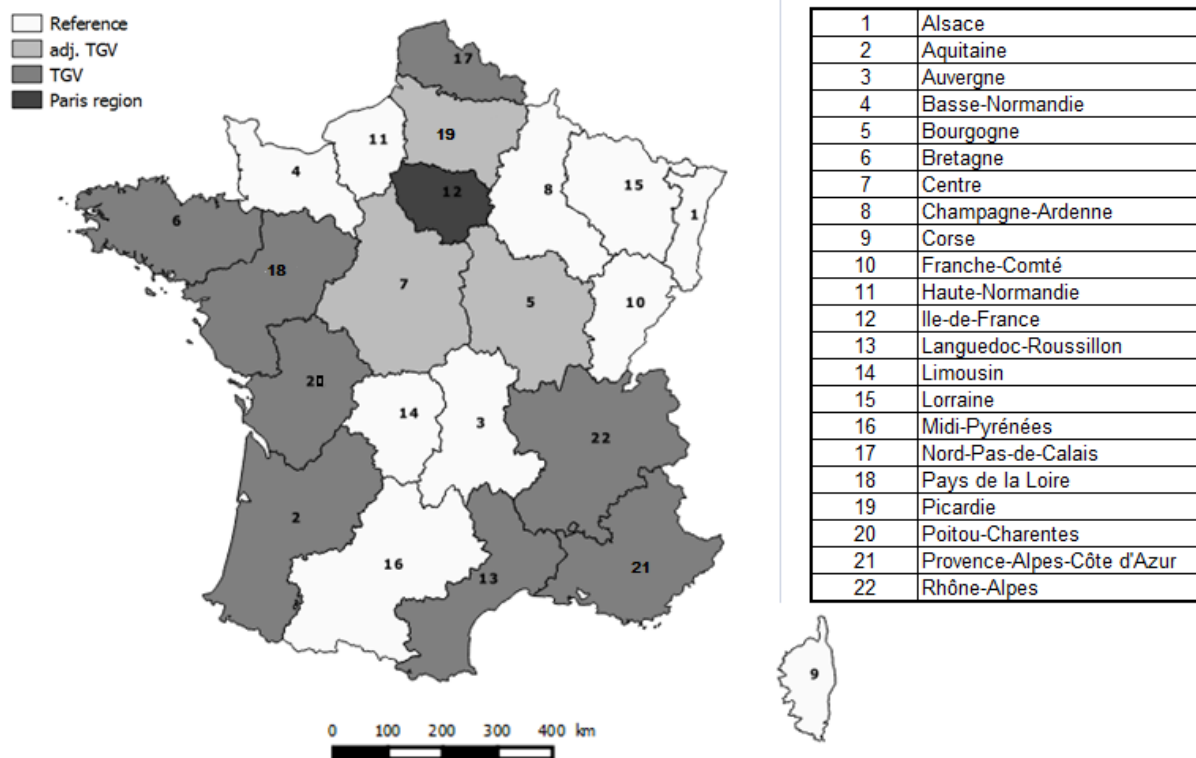 Reference
adj. TGV
TGV
Paris region
17
19
11
4
12
8
15
1
6
18
7
5
10
20
14
3
22
2
16
13
21
9
0 100 200 300 400 km
1 Alsace
2 Aquitaine
3 Auvergne
4 Basse-Normandie
5 Bourgogne
6 Bretagne
7 Centre
8 Champagne-Ardenne
9 Corse
10 Franche-Comté
11 Haute-Normandie
12 Ile-de-France
13 Languedoc-Roussillon
14 Limousin
15 Lorraine
16 Midi-Pyrénées
17 Nord-Pas-de-Calais
18 Pays de la Loire
19 Picardie
20 Poitou-Charentes
21 Provence-Alpes-Côte d'Azur
22 Rhône-Alpes